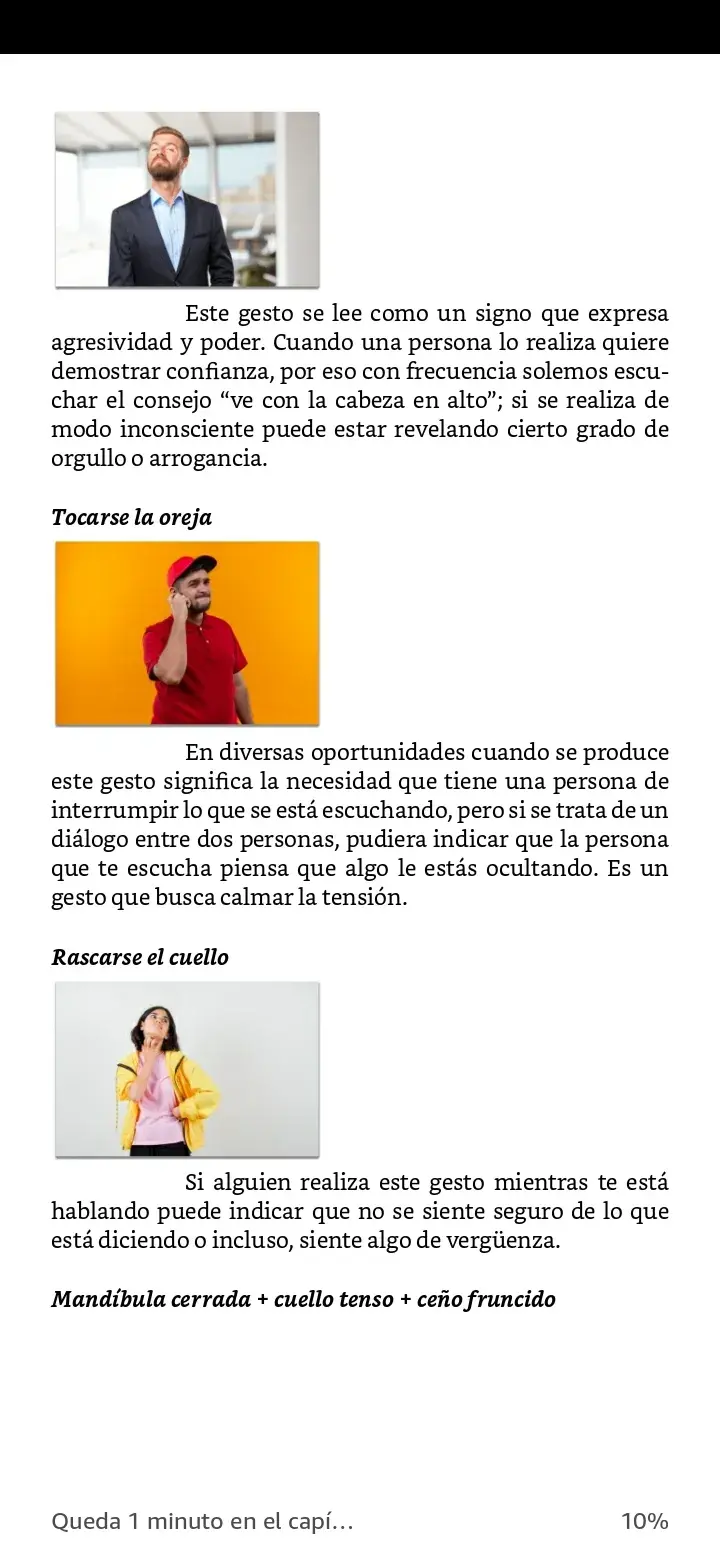 Este gesto se lee como un signo que expresa
agresividad y poder. Cuando una persona lo realiza quiere
demostrar confianza, por eso con frecuencia solemos escu-
char el consejo “ve con la cabeza en alto”; si se realiza de
modo inconsciente puede estar revelando cierto grado de
orgullo o arrogancia.
Tocarse la oreja
En diversas oportunidades cuando se produce
este gesto significa la necesidad que tiene una persona de
interrumpir lo que se está escuchando, pero si se trata de un
diálogo entre dos personas, pudiera indicar que la persona
que te escucha piensa que algo le estás ocultando. Es un
gesto que busca calmar la tensión.
Rascarse el cuello
Si alguien realiza este gesto mientras te está
hablando puede indicar que no se siente seguro de lo que
está diciendo o incluso, siente algo de vergüenza.
Mandíbula cerrada + cuello tenso + ceño fruncido
Queda 1 minuto en el capí… 10%